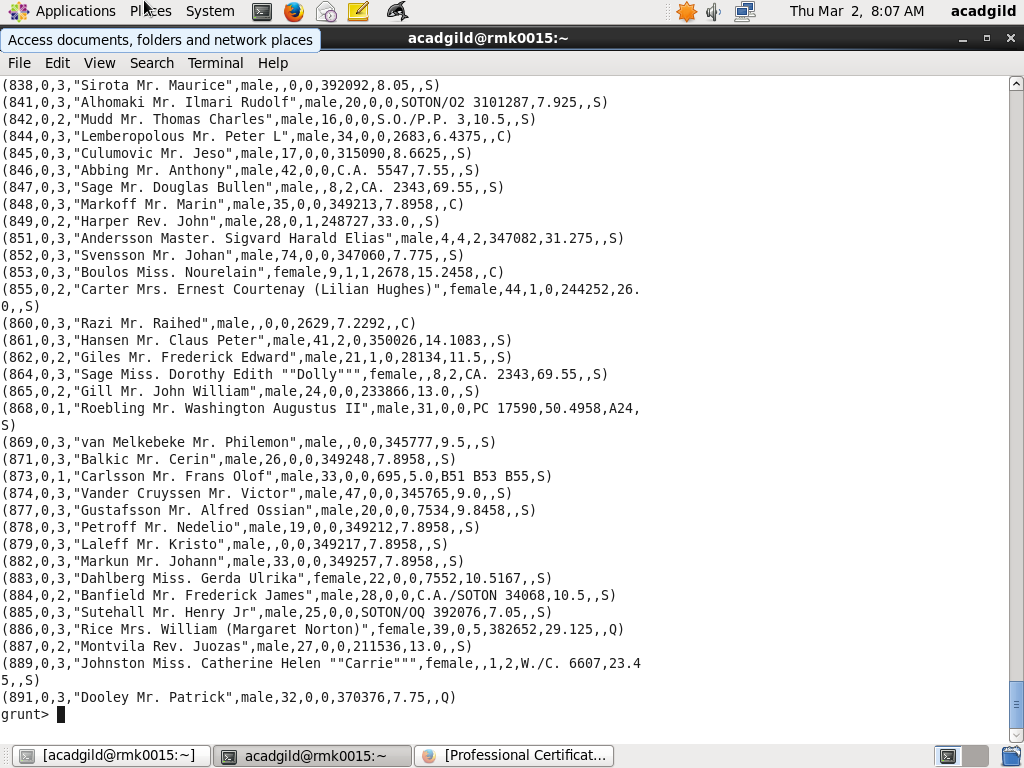 Applications Places System Thu Mar 2, 8:07 AM acadgild
Access documents, folders and network places
acadgild@rmk0015:~
File Edit View Search Terminal Help
(838,0,3,"Sirota Mr. Maurice",male,,0,0,392092,8.05,,S)
(841,0,3,"Alhomaki Mr. Ilmari Rudolf",male,20,0,0,SOTON/O2 3101287,7.925,,S)
(842,0,2,"Mudd Mr. Thomas Charles",male,16,0,0,S.O./P.P. 3,10.5,,S)
(844,0,3,"Lemberopolous Mr. Peter L",male,34,0,0,2683,6.4375,,C)
(845,0,3,"Culumovic Mr. Jeso",male,17,0,0,315090,8.6625,,S)
(846,0,3,"Abbing Mr. Anthony",male,42,0,0,C.A. 5547,7.55,,S)
(847,0,3,"Sage Mr. Douglas Bullen",male,,8,2,CA. 2343,69.55,,S)
(848,0,3,"Markoff Mr. Marin",male,35,0,0,349213,7.8958,,C)
(849,0,2,"Harper Rev. John",male,28,0,1,248727,33.0,,S)
(851,0,3,"Andersson Master. Sigvard Harald Elias",male,4,4,2,347082,31.275,,S)
(852,0,3,"Svensson Mr. Johan",male,74,0,0,347060,7.775,,S)
(853,0,3,"Boulos Miss. Nourelain",female,9,1,1,2678,15.2458,,C)
(855,0,2,"Carter Mrs. Ernest Courtenay (Lilian Hughes)",female,44,1,0,244252,26.
0,,S)
(860,0,3,"Razi Mr. Raihed",male,,0,0,2629,7.2292,,C)
(861,0,3,"Hansen Mr. Claus Peter",male,41,2,0,350026,14.1083,,S)
(862,0,2,"Giles Mr. Frederick Edward",male,21,1,0,28134,11.5,,S)
(864,0,3,"Sage Miss. Dorothy Edith ""Dolly""",female,,8,2,CA. 2343,69.55,,S)
(865,0,2,"Gill Mr. John William",male,24,0,0,233866,13.0,,S)
(868,0,1,"Roebling Mr. Washington Augustus II",male,31,0,0,PC 17590,50.4958,A24,
S)
(869,0,3,"van Melkebeke Mr. Philemon",male,,0,0,345777,9.5,,S)
(871,0,3,"Balkic Mr. Cerin",male,26,0,0,349248,7.8958,,S)
(873,0,1,"Carlsson Mr. Frans Olof",male,33,0,0,695,5.0,B51 B53 B55,S)
(874,0,3,"Vander Cruyssen Mr. Victor",male,47,0,0,345765,9.0,,S)
(877,0,3,"Gustafsson Mr. Alfred Ossian",male,20,0,0,7534,9.8458,,S)
(878,0,3,"Petroff Mr. Nedelio",male,19,0,0,349212,7.8958,,S)
(879,0,3,"Laleff Mr. Kristo",male,,0,0,349217,7.8958,,S)
(882,0,3,"Markun Mr. Johann",male,33,0,0,349257,7.8958,,S)
(883,0,3,"Dahlberg Miss. Gerda Ulrika",female,22,0,0,7552,10.5167,,S)
(884,0,2,"Banfield Mr. Frederick James",male,28,0,0,C.A./SOTON 34068,10.5,,S)
(885,0,3,"Sutehall Mr. Henry Jr",male,25,0,0,SOTON/OQ 392076,7.05,,S)
(886,0,3,"Rice Mrs. William (Margaret Norton)",female,39,0,5,382652,29.125,,Q)
(887,0,2,"Montvila Rev. Juozas",male,27,0,0,211536,13.0,,S)
(889,0,3,"Johnston Miss. Catherine Helen ""Carrie""",female,,1,2,W./C. 6607,23.4
5,,S)
(891,0,3,"Dooley Mr. Patrick",male,32,0,0,370376,7.75,,Q)
grunt>
[acadgild@rmk0015:~] acadgild@rmk0015:~ [Professional Certificat...